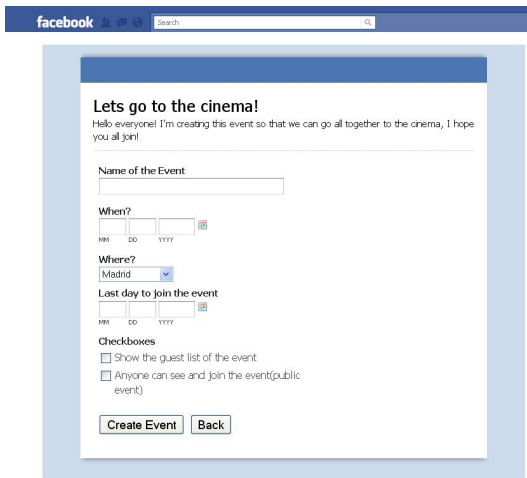 facebook
Search
Lets go to the cinema!
Hello everyone! I'm creating this event so that we can go all together to the cinema, I hope
you all join!
Name of the Event
When?
MM DD YYYY
Where?
Madrid
Last day to join the event
MM DD YYYY
Checkboxes
Show the guest list of the event
Anyone can see and join the event(public
event)
Create Event Back